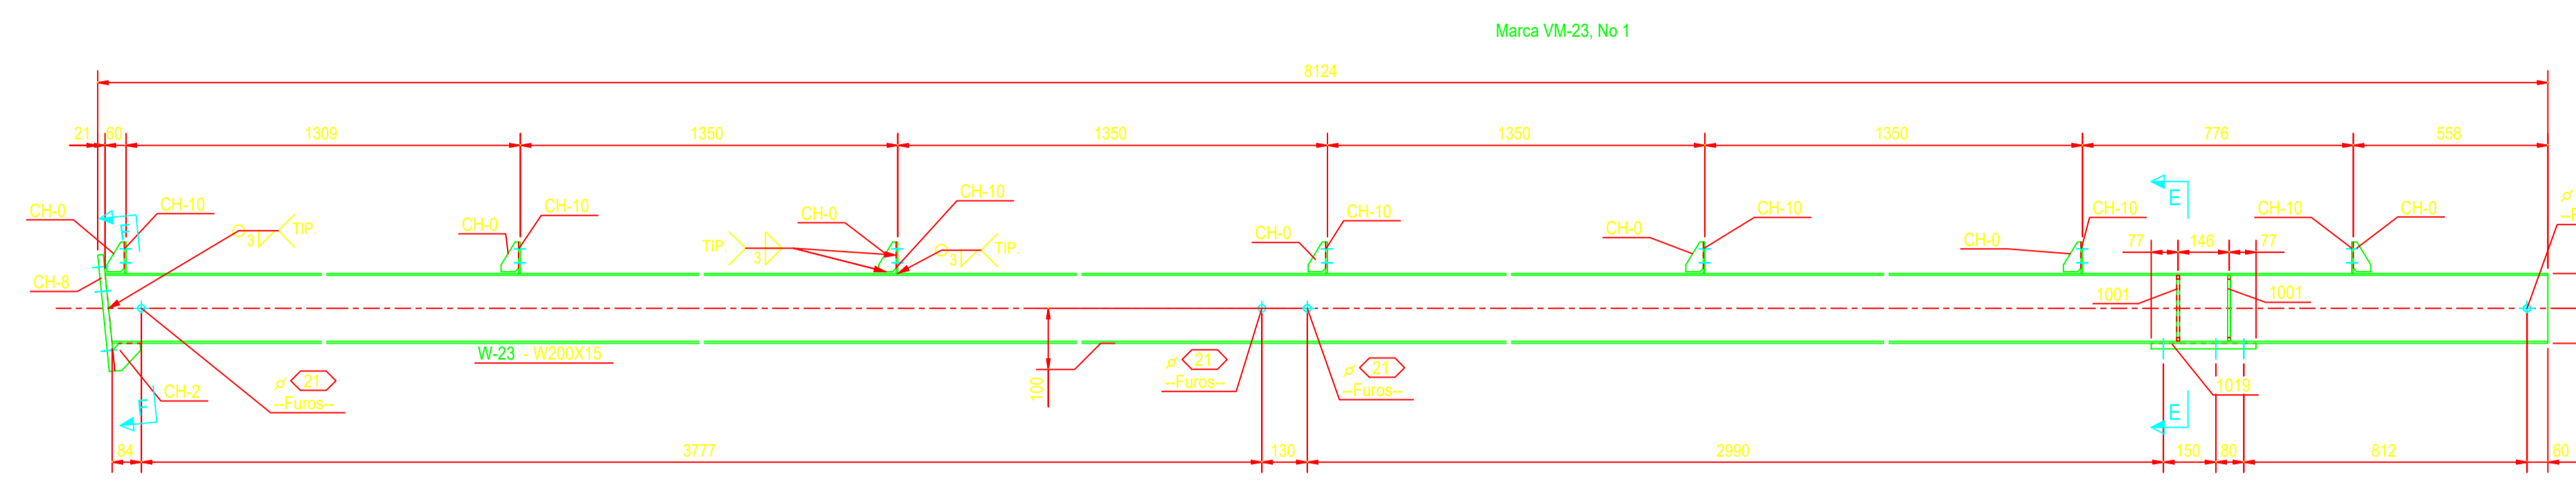 Marca VM-23, No 1
8124
21 60 1309 1350 1350 1350 1350 776 558
CH-0 CH-10 CH-0 CH-10 CH-0 CH-10 CH-0 CH-10 CH-0 CH-10 CH-0 CH-10 CH-10 CH-0
E
F
3 TIP.
TIP. 3
3 TIP.
77 146 77
CH-8
1001 1001
W-23 - W200X15
CH-2
F
⌀ 21
--Furos--
100
⌀ 21
--Furos--
⌀ 21
--Furos--
1019
E
84 3777 130 2990 150 80 812 60